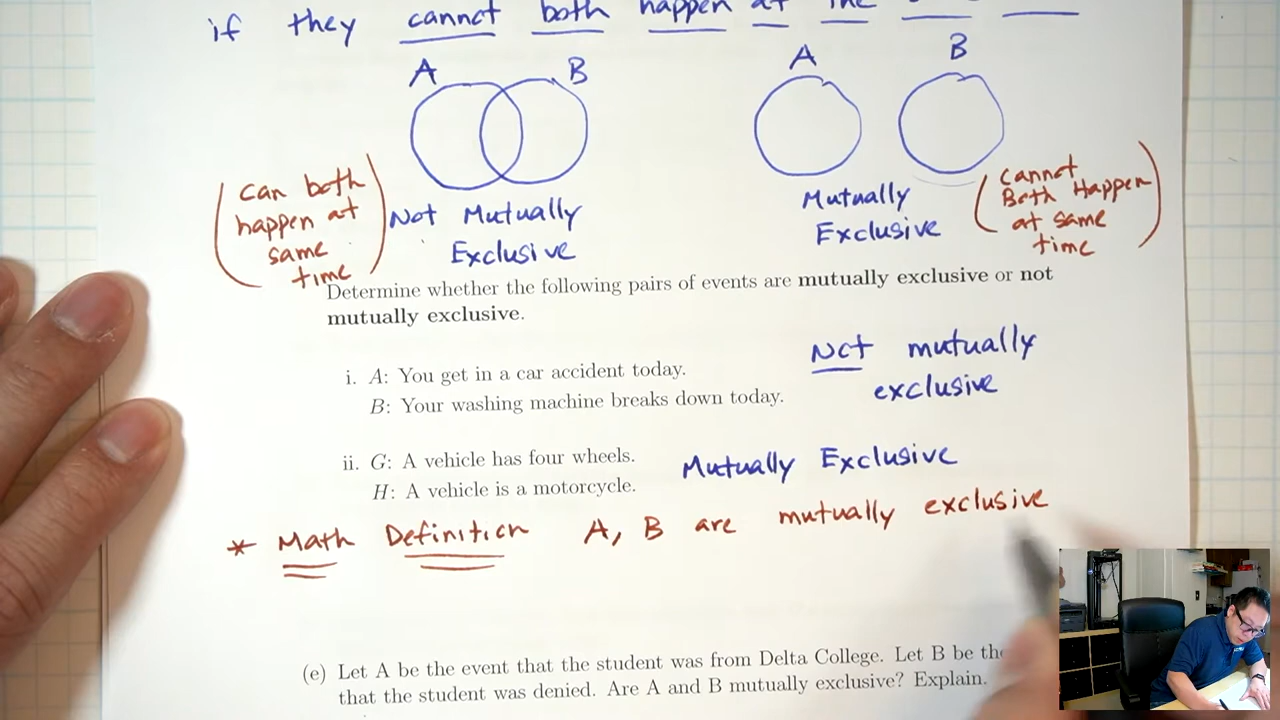 if they cannot both happen at the
A B A B
(can both happen at same time) Not Mutually Exclusive
Mutually Exclusive (cannot Both Happen at same time)
Determine whether the following pairs of events are mutually exclusive or not
mutually exclusive.
i. A: You get in a car accident today.
B: Your washing machine breaks down today.
Not mutually
exclusive
ii. G: A vehicle has four wheels.
H: A vehicle is a motorcycle.
Mutually Exclusive
* Math Definition A, B are mutually exclusive
(e) Let A be the event that the student was from Delta College. Let B be the
that the student was denied. Are A and B mutually exclusive? Explain.